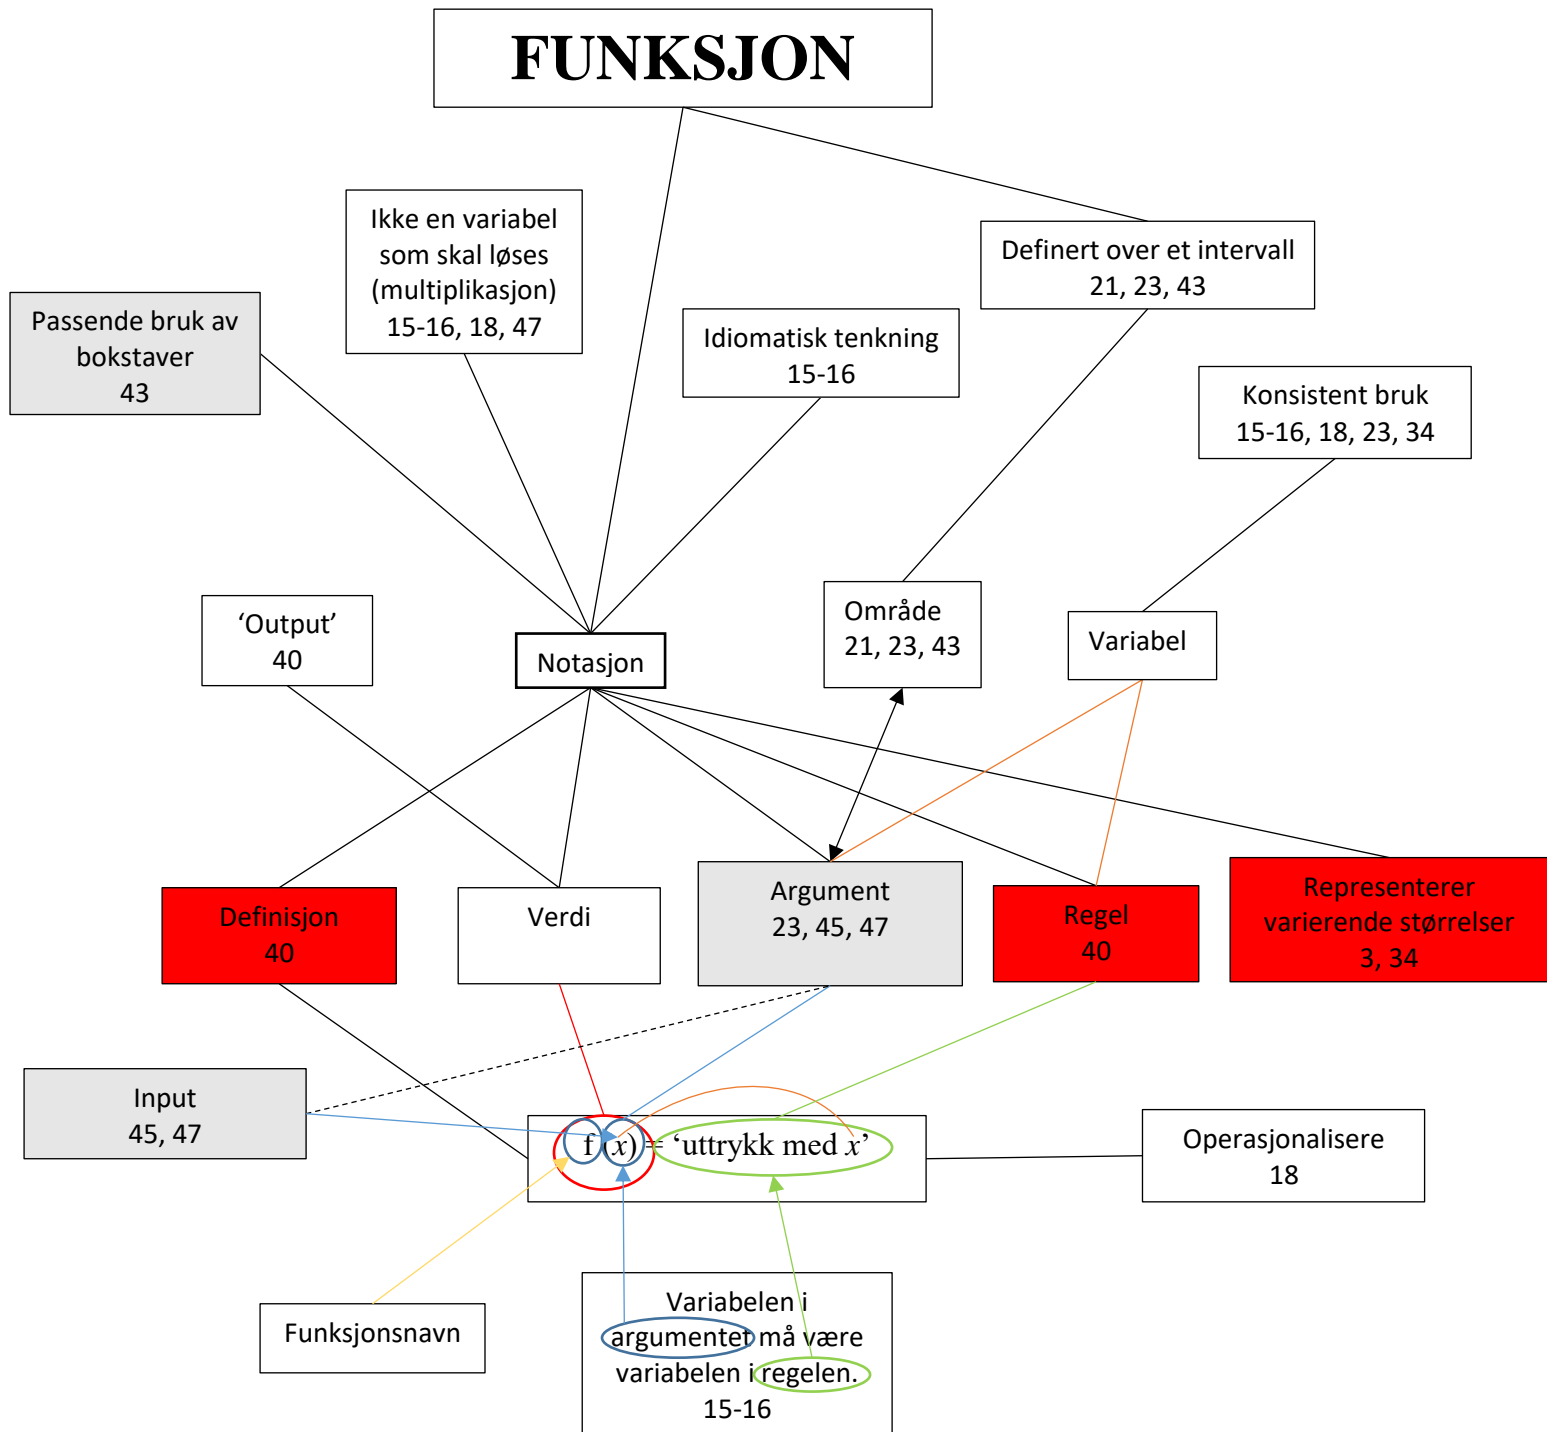 FUNKSJON
Ikke en variabel
som skal løses
(multiplikasjon)
15-16, 18, 47
Definert over et intervall
21, 23, 43
Passende bruk av
bokstaver
43
Idiomatisk tenkning
15-16
Konsistent bruk
15-16, 18, 23, 34
‘Output’
40
Notasjon
Område
21, 23, 43
Variabel
Definisjon
40
Verdi
Argument
23, 45, 47
Regel
40
Representerer
varierende størrelser
3, 34
Input
45, 47
f (x) = ‘uttrykk med x’
Operasjonalisere
18
Funksjonsnavn
Variabelen i
argumentet må være
variabelen i regelen.
15-16